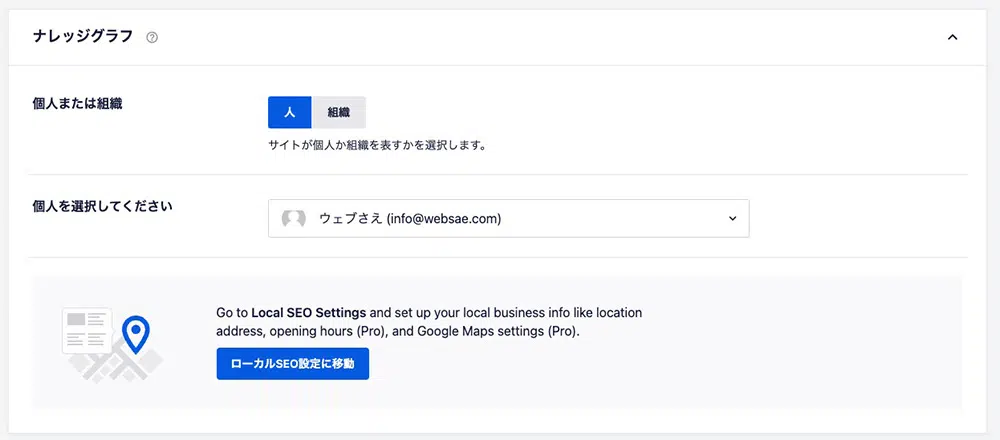 ナレッジグラフ
個人または組織
人 組織
サイトが個人か組織を表すかを選択します。
個人を選択してください
ウェブさえ (info@websae.com)
Go to Local SEO Settings and set up your local business info like location
address, opening hours (Pro), and Google Maps settings (Pro).
ローカルSEO設定に移動